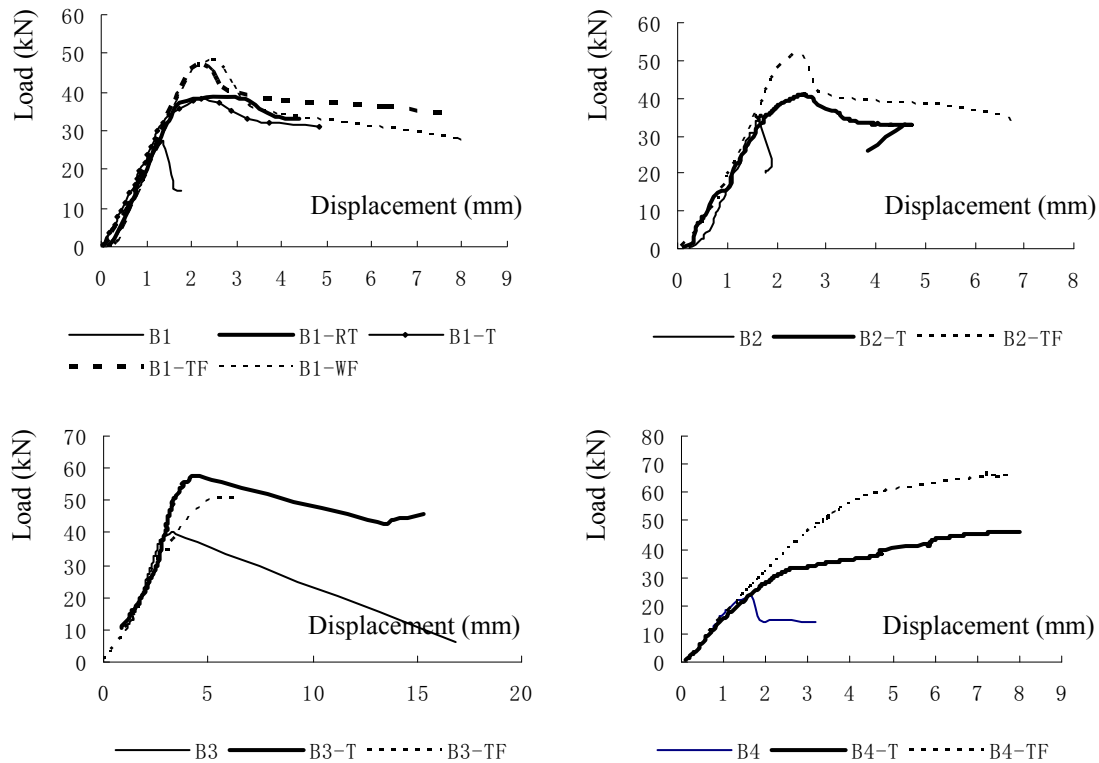 Load (kN)
60
50
40
30
20
10
0
Displacement (mm)
0 1 2 3 4 5 6 7 8 9
B1 B1-RT B1-T
B1-TF B1-WF
Load (kN)
60
50
40
30
20
10
0
Displacement (mm)
0 1 2 3 4 5 6 7 8
B2 B2-T B2-TF
Load (kN)
70
60
50
40
30
20
10
0
Displacement (mm)
0 5 10 15 20
B3 B3-T B3-TF
Load (kN)
80
70
60
50
40
30
20
10
0
Displacement (mm)
0 1 2 3 4 5 6 7 8 9
B4 B4-T B4-TF